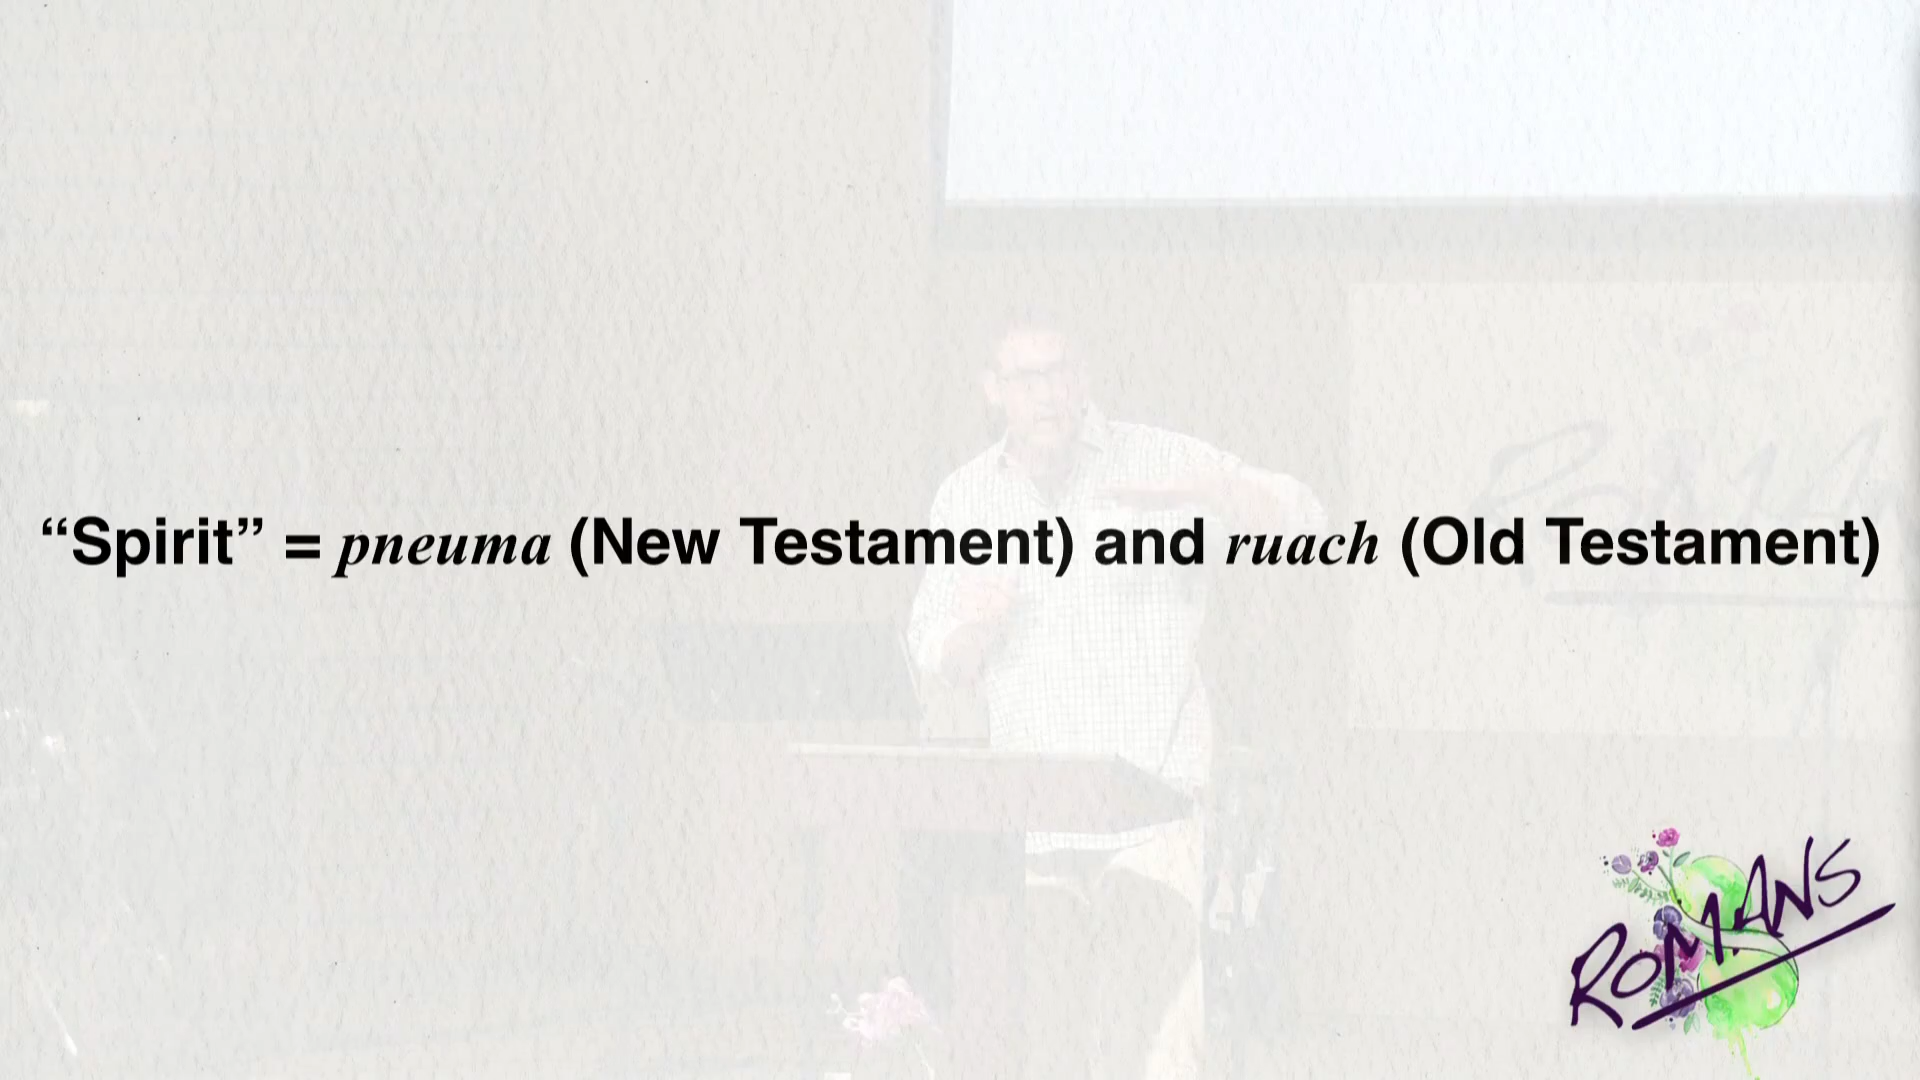 “Spirit” = pneuma (New Testament) and ruach (Old Testament)
ROMANS